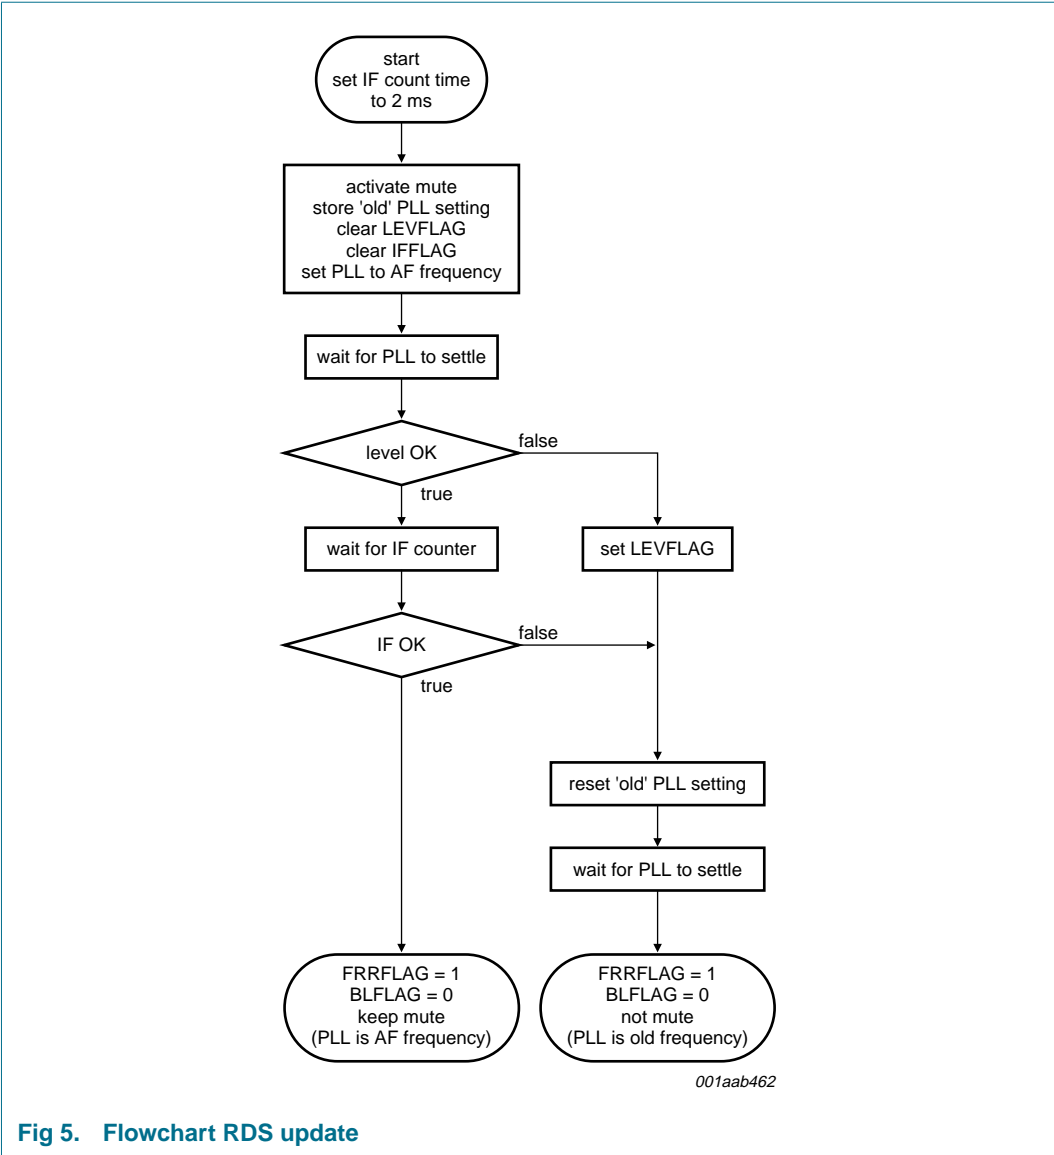 start
set IF count time
to 2 ms
activate mute
store 'old' PLL setting
clear LEVFLAG
clear IFFLAG
set PLL to AF frequency
wait for PLL to settle
level OK
false
true
wait for IF counter
set LEVFLAG
IF OK
false
true
reset 'old' PLL setting
wait for PLL to settle
FRRFLAG = 1
BLFLAG = 0
keep mute
(PLL is AF frequency)
FRRFLAG = 1
BLFLAG = 0
not mute
(PLL is old frequency)
001aab462
Fig 5. Flowchart RDS update